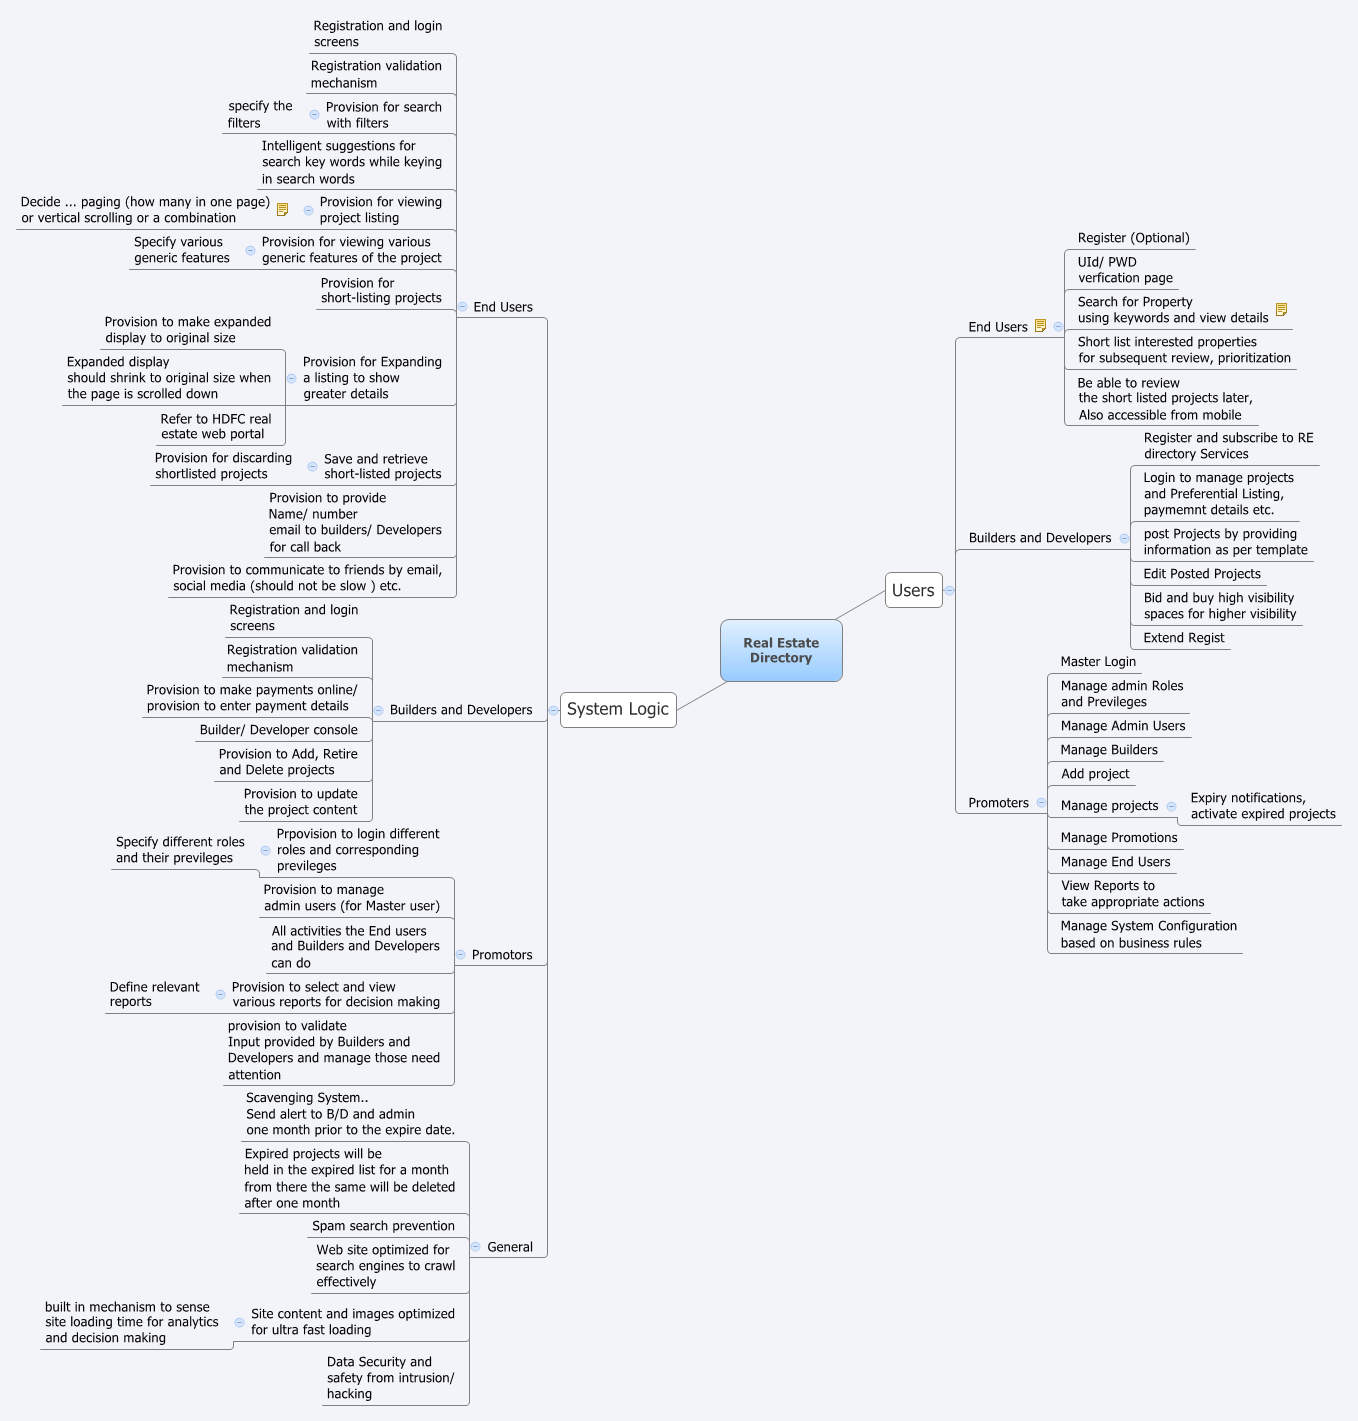 Registration and login
screens
Registration validation
mechanism
specify the
filters
Provision for search
with filters
Intelligent suggestions for
search key words while keying
in search words
Decide ... paging (how many in one page)
or vertical scrolling or a combination
Provision for viewing
project listing
Specify various
generic features
Provision for viewing various
generic features of the project
Provision for
short-listing projects
End Users
Provision to make expanded
display to original size
Expanded display
should shrink to original size when
the page is scrolled down
Refer to HDFC real
estate web portal
Provision for Expanding
a listing to show
greater details
Provision for discarding
shortlisted projects
Save and retrieve
short-listed projects
Provision to provide
Name/ number
email to builders/ Developers
for call back
Provision to communicate to friends by email,
social media (should not be slow ) etc.
Registration and login
screens
Registration validation
mechanism
Provision to make payments online/
provision to enter payment details
Builders and Developers
Builder/ Developer console
Provision to Add, Retire
and Delete projects
Provision to update
the project content
Specify different roles
and their previleges
Prpovision to login different
roles and corresponding
previleges
Provision to manage
admin users (for Master user)
All activities the End users
and Builders and Developers
can do
Promotors
Define relevant
reports
Provision to select and view
various reports for decision making
provision to validate
Input provided by Builders and
Developers and manage those need
attention
Scavenging System..
Send alert to B/D and admin
one month prior to the expire date.
Expired projects will be
held in the expired list for a month
from there the same will be deleted
after one month
Spam search prevention
General
Web site optimized for
search engines to crawl
effectively
built in mechanism to sense
site loading time for analytics
and decision making
Site content and images optimized
for ultra fast loading
Data Security and
safety from intrusion/
hacking
System Logic
Real Estate
Directory
Users
End Users
Register (Optional)
UId/ PWD
verfication page
Search for Property
using keywords and view details
Short list interested properties
for subsequent review, prioritization
Be able to review
the short listed projects later,
Also accessible from mobile
Builders and Developers
Register and subscribe to RE
directory Services
Login to manage projects
and Preferential Listing,
paymemnt details etc.
post Projects by providing
information as per template
Edit Posted Projects
Bid and buy high visibility
spaces for higher visibility
Extend Regist
Promoters
Master Login
Manage admin Roles
and Previleges
Manage Admin Users
Manage Builders
Add project
Manage projects
Expiry notifications,
activate expired projects
Manage Promotions
Manage End Users
View Reports to
take appropriate actions
Manage System Configuration
based on business rules